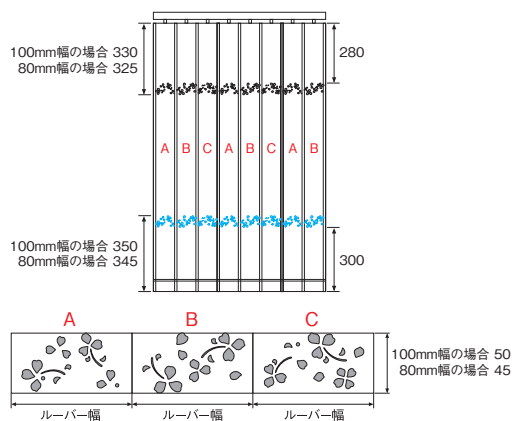 100mm幅の場合 330
80mm幅の場合 325
280
A B C A B C A B
100mm幅の場合 350
80mm幅の場合 345
300
A B C
100mm幅の場合 50
80mm幅の場合 45
ルーバー幅 ルーバー幅 ルーバー幅